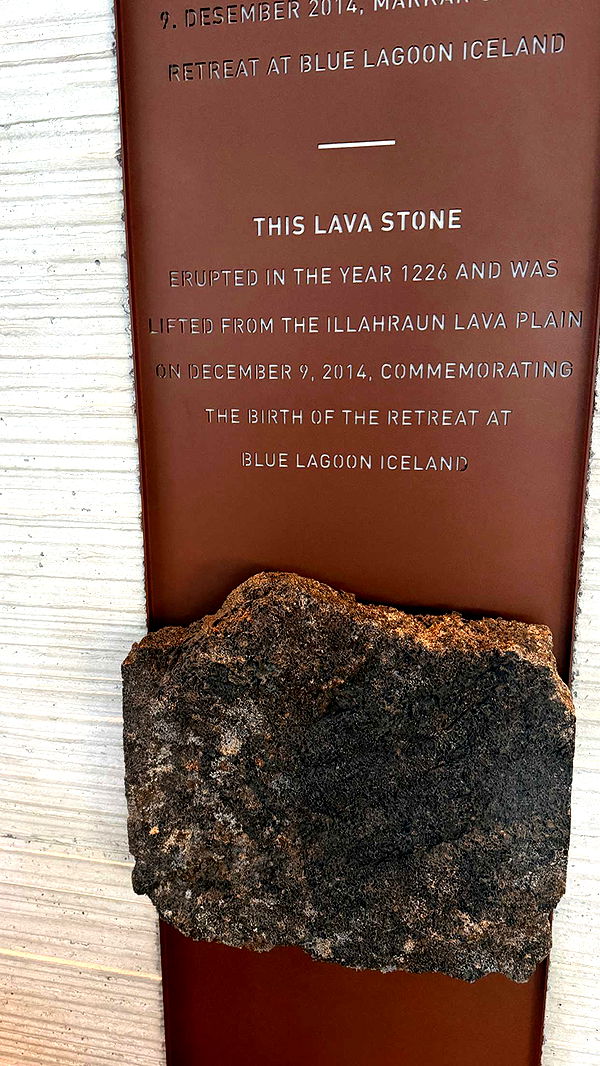 9. DESEMBER 2014, MARKAR
RETREAT AT BLUE LAGOON ICELAND
THIS LAVA STONE
ERUPTED IN THE YEAR 1226 AND WAS
LIFTED FROM THE ILLAHRAUN LAVA PLAIN
ON DECEMBER 9, 2014, COMMEMORATING
THE BIRTH OF THE RETREAT AT
BLUE LAGOON ICELAND